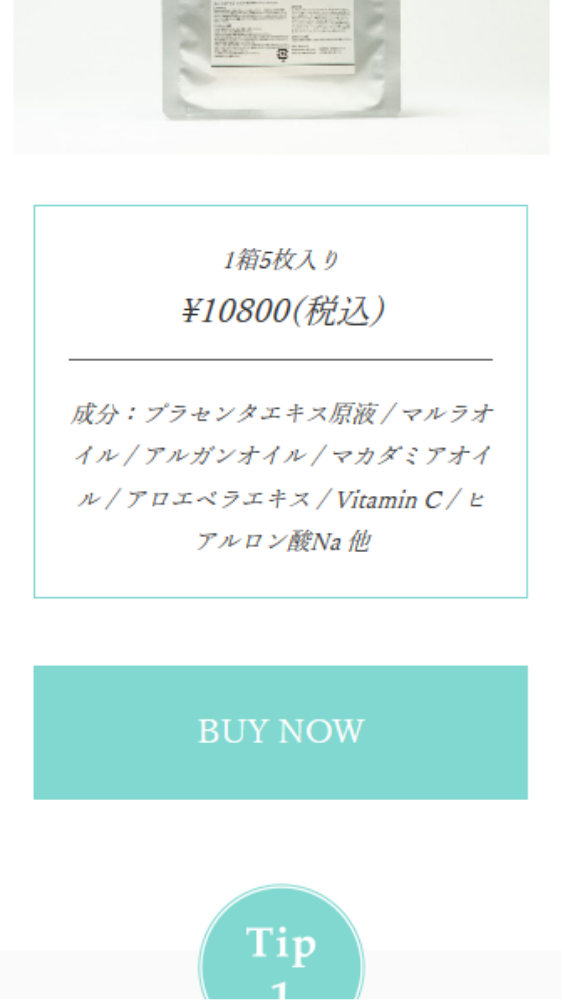 1箱5枚入り
¥10800(税込)
成分：プラセンタエキス原液 / マルラオ
イル / アルガンオイル / マカダミアオイ
ル / アロエベラエキス / Vitamin C / ヒ
アルロン酸Na 他
BUY NOW
Tip
1